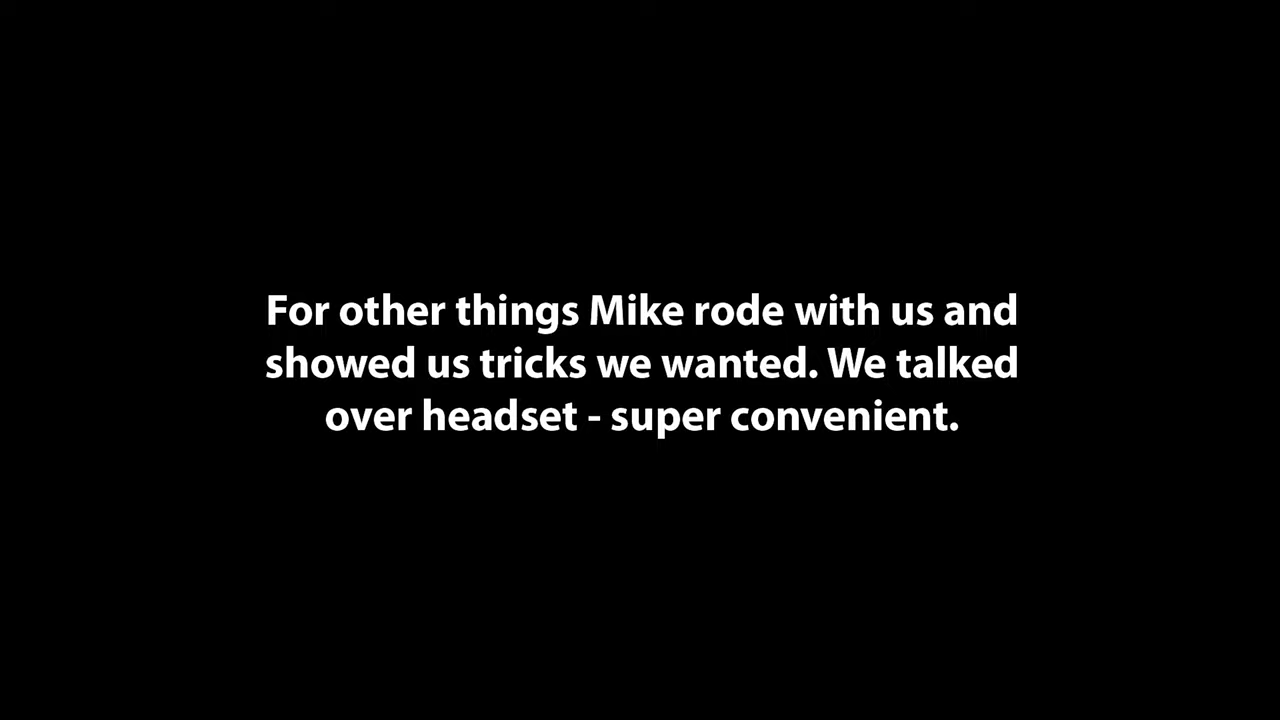 For other things Mike rode with us and
showed us tricks we wanted. We talked
over headset - super convenient.